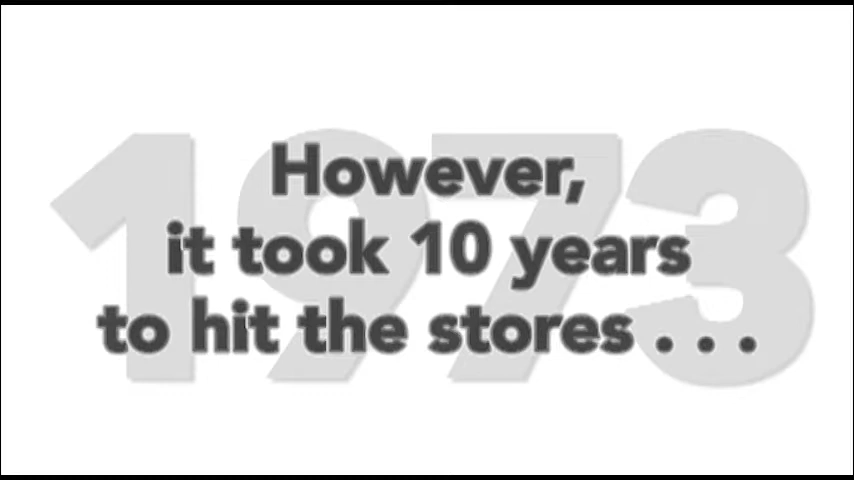 1973
However,
it took 10 years
to hit the stores . . .